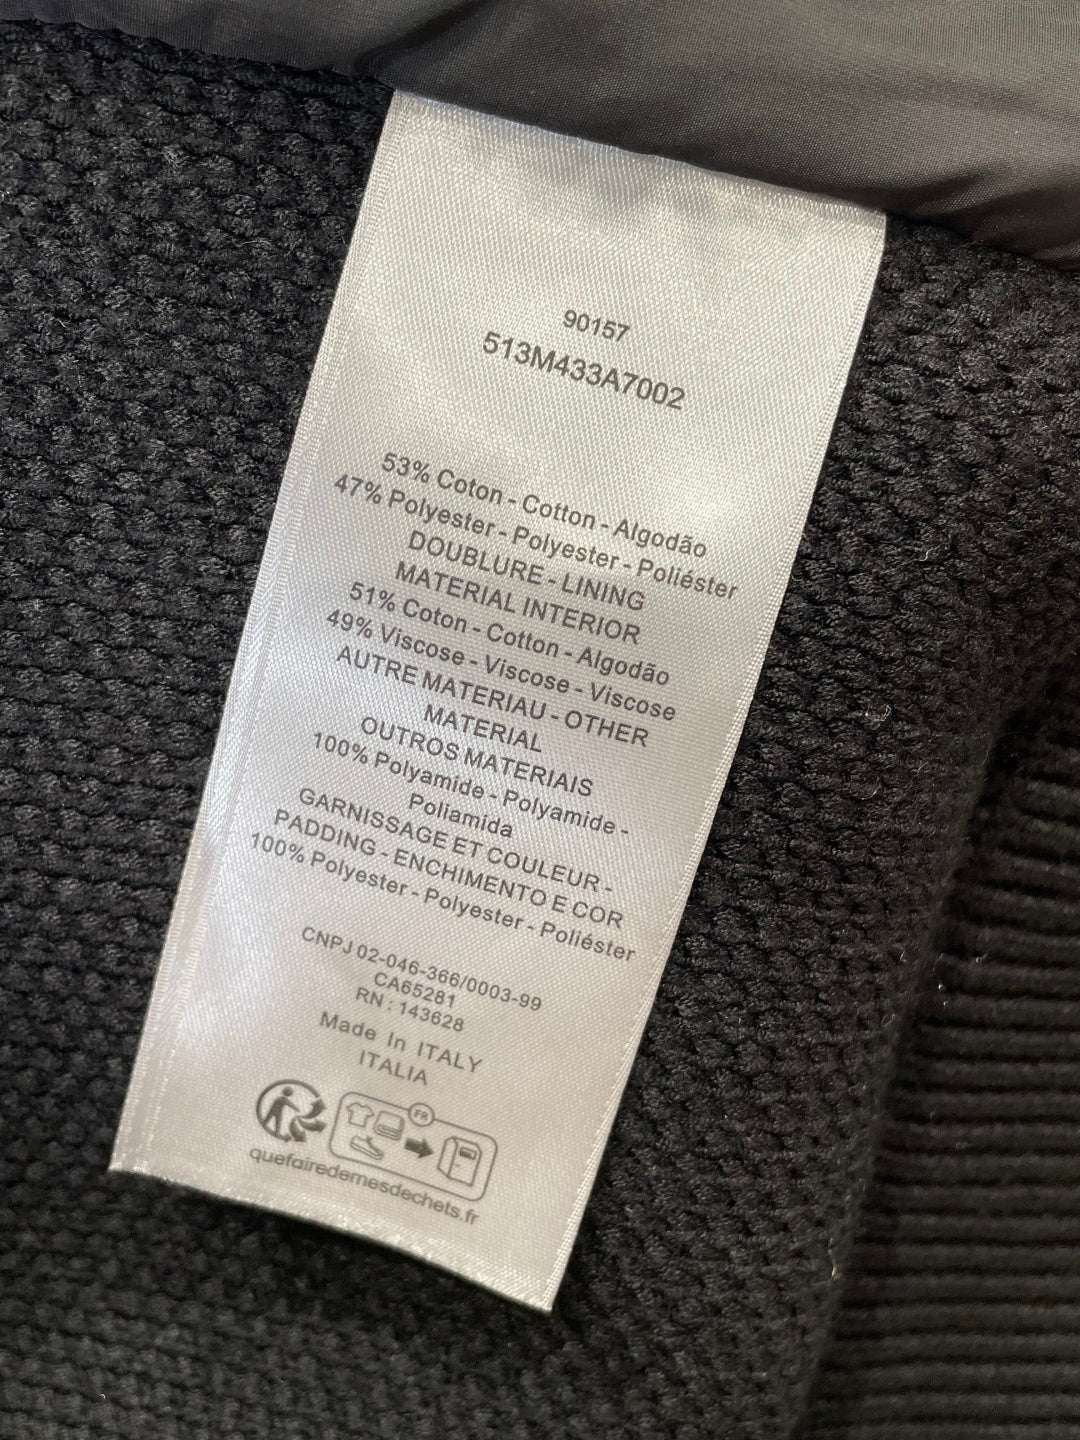 90157
513M433A7002
53% Coton - Cotton - Algodão
47% Polyester - Polyester - Poliéster
DOUBLURE - LINING
MATERIAL INTERIOR
51% Coton - Cotton - Algodão
49% Viscose - Viscose - Viscose
AUTRE MATERIAU - OTHER
MATERIAL
OUTROS MATERIAIS
100% Polyamide - Polyamide -
Poliamida
GARNISSAGE ET COULEUR -
PADDING - ENCHIMENTO E COR
100% Polyester - Polyester - Poliéster
CNPJ 02-046-366/0003-99
CA65281
RN : 143628
Made In ITALY
ITALIA
FR
quefairedemesdechets.fr